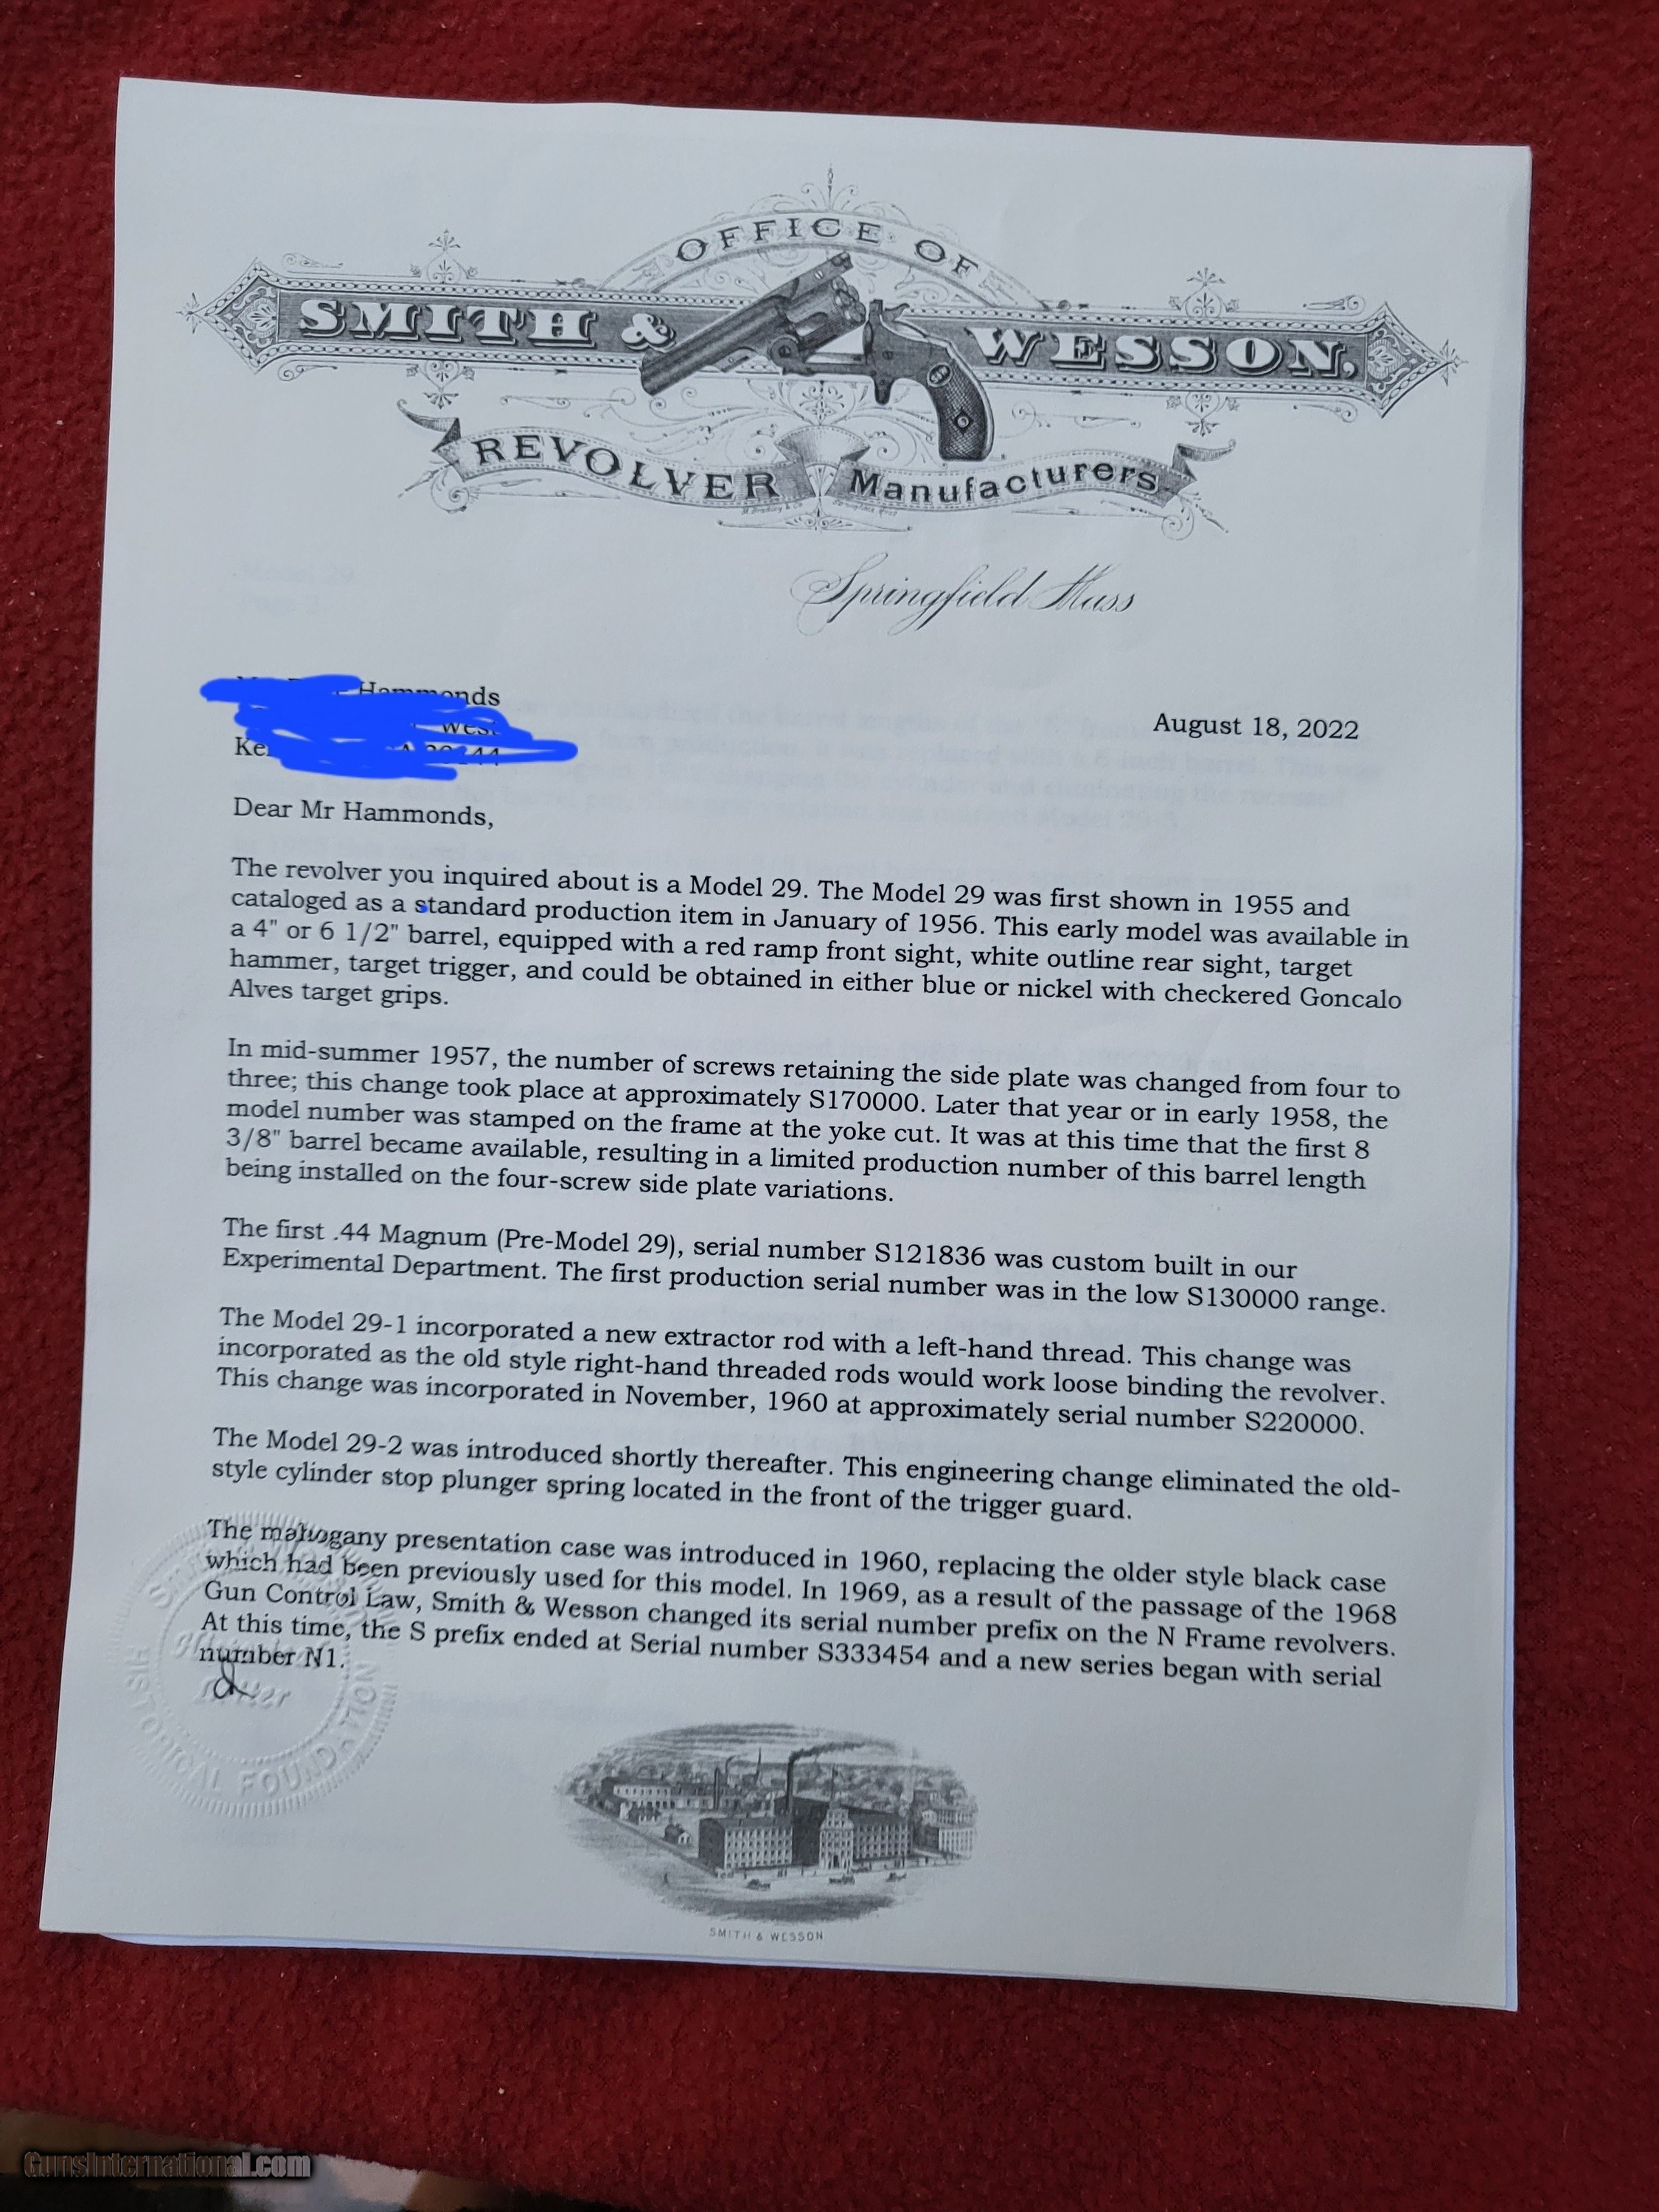 OFFICE OF
SMITH & WESSON,
REVOLVER Manufacturers
Springfield Mass
Hammonds
West
August 18, 2022
Dear Mr Hammonds,
The revolver you inquired about is a Model 29. The Model 29 was first shown in 1955 and
cataloged as a standard production item in January of 1956. This early model was available in
a 4" or 6 1/2" barrel, equipped with a red ramp front sight, white outline rear sight, target
hammer, target trigger, and could be obtained in either blue or nickel with checkered Goncalo
Alves target grips.
In mid-summer 1957, the number of screws retaining the side plate was changed from four to
three; this change took place at approximately S170000. Later that year or in early 1958, the
model number was stamped on the frame at the yoke cut. It was at this time that the first 8
3/8" barrel became available, resulting in a limited production number of this barrel length
being installed on the four-screw side plate variations.
The first .44 Magnum (Pre-Model 29), serial number S121836 was custom built in our
Experimental Department. The first production serial number was in the low S130000 range.
The Model 29-1 incorporated a new extractor rod with a left-hand thread. This change was
incorporated as the old style right-hand threaded rods would work loose binding the revolver.
This change was incorporated in November, 1960 at approximately serial number S220000.
The Model 29-2 was introduced shortly thereafter. This engineering change eliminated the old-
style cylinder stop plunger spring located in the front of the trigger guard.
The mahogany presentation case was introduced in 1960, replacing the older style black case
which had been previously used for this model. In 1969, as a result of the passage of the 1968
Gun Control Law, Smith & Wesson changed its serial number prefix on the N Frame revolvers.
At this time, the S prefix ended at Serial number S333454 and a new series began with serial
number N1.
HISTORICAL FOUNDATION
SMITH & WESSON
GunsInternational.com